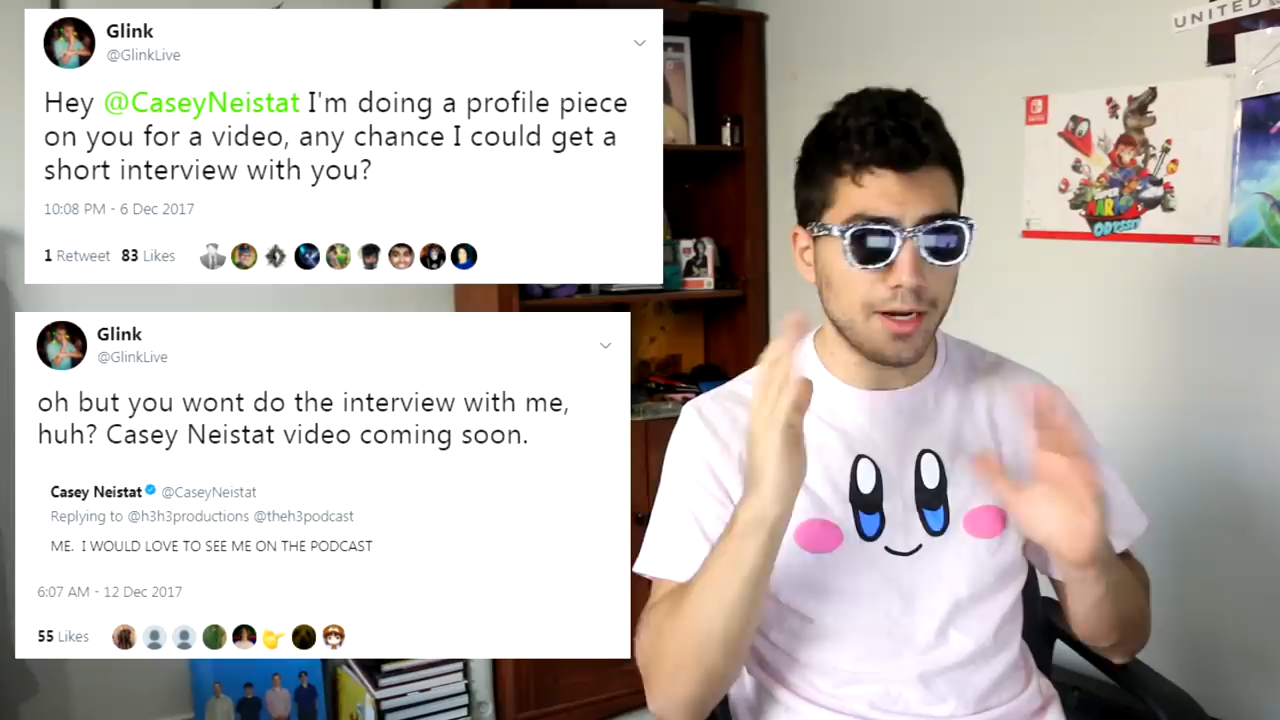 Glink
@GlinkLive
Hey @CaseyNeistat I'm doing a profile piece
on you for a video, any chance I could get a
short interview with you?
10:08 PM - 6 Dec 2017
1 Retweet 83 Likes
Glink
@GlinkLive
oh but you wont do the interview with me,
huh? Casey Neistat video coming soon.
Casey Neistat @CaseyNeistat
Replying to @h3h3productions @theh3podcast
ME. I WOULD LOVE TO SEE ME ON THE PODCAST
6:07 AM - 12 Dec 2017
55 Likes
UNITED
SUPER
MARIO
ODYSSEY